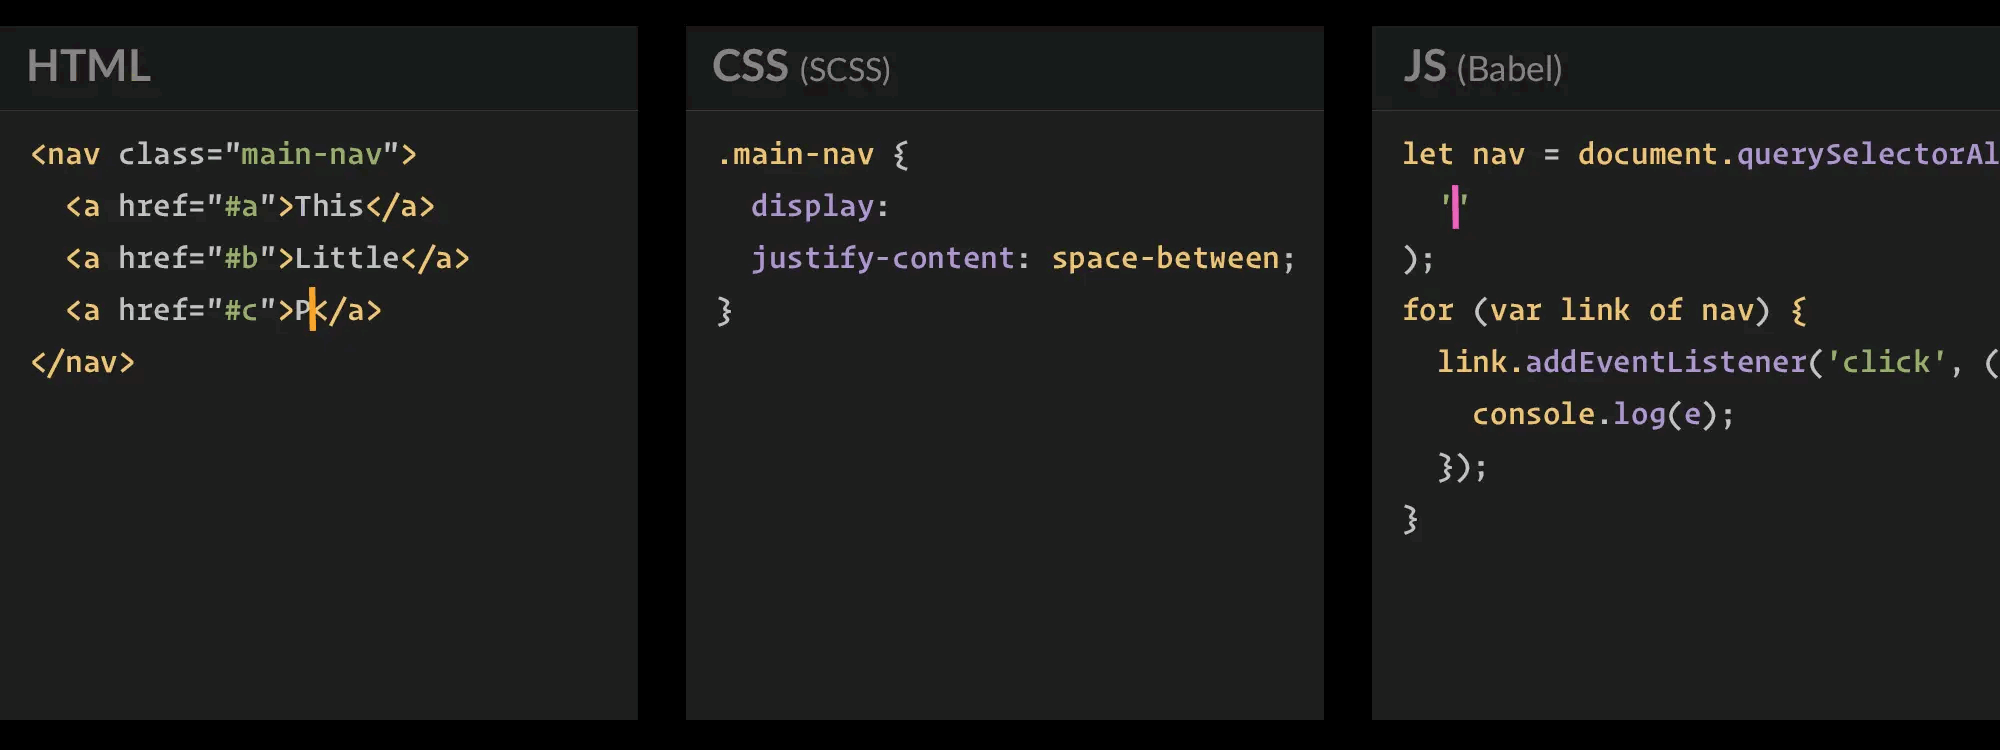 HTML
<nav class="main-nav">
  <a href="#a">This</a>
  <a href="#b">Little</a>
  <a href="#c">P</a>
</nav>
CSS (SCSS)
.main-nav {
  display:
  justify-content: space-between;
}
JS (Babel)
let nav = document.querySelectorAl
  ''
);
for (var link of nav) {
  link.addEventListener('click', (
    console.log(e);
  });
}